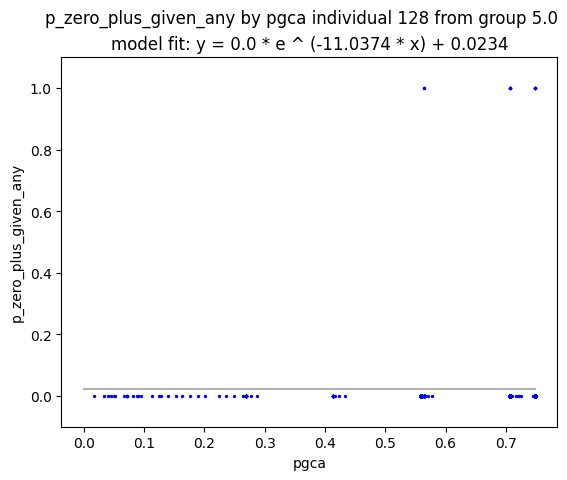 p_zero_plus_given_any by pgca individual 128 from group 5.0
model fit: y = 0.0 * e ^ (-11.0374 * x) + 0.0234
1.0
0.8
0.6
0.4
0.2
0.0
p_zero_plus_given_any
0.0 0.1 0.2 0.3 0.4 0.5 0.6 0.7
pgca